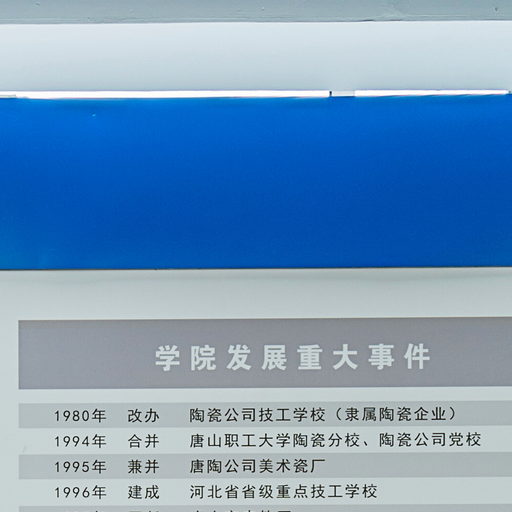 学院发展重大事件
1980年 改办 陶瓷公司技工学校（隶属陶瓷企业）
1994年 合并 唐山职工大学陶瓷分校、陶瓷公司党校
1995年 兼并 唐陶公司美术瓷厂
1996年 建成 河北省省级重点技工学校